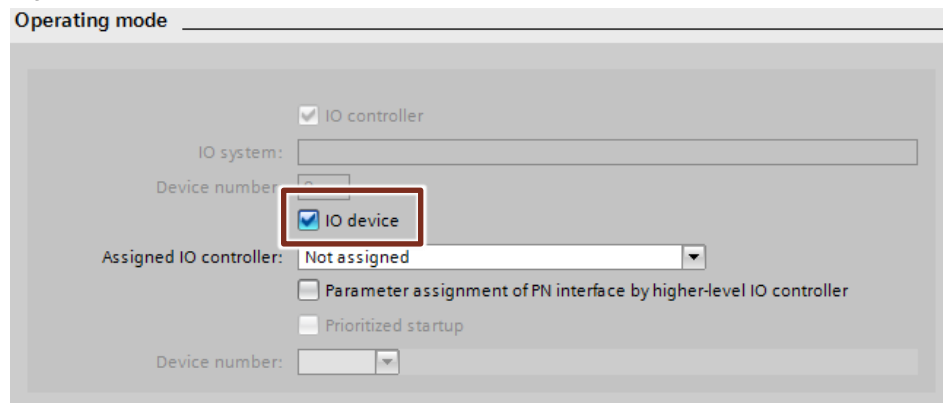 Operating mode
IO controller
IO system:
Device number
IO device
Assigned IO controller: Not assigned
Parameter assignment of PN interface by higher-level IO controller
Prioritized startup
Device number: